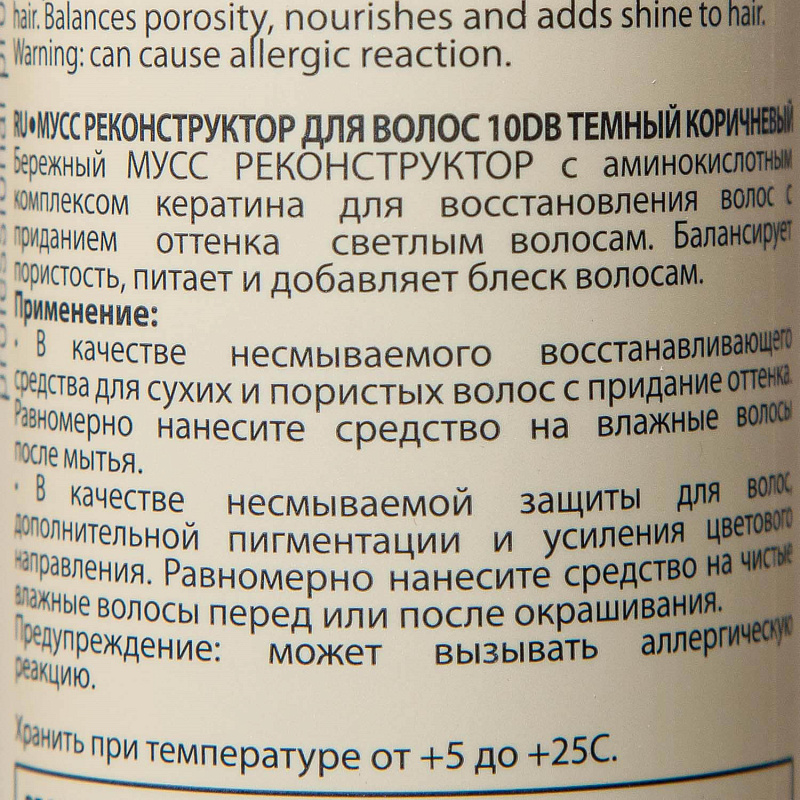 hair. Balances porosity, nourishes and adds shine to hair.
Warning: can cause allergic reaction.
RU•МУСС РЕКОНСТРУКТОР ДЛЯ ВОЛОС 10DB ТЕМНЫЙ КОРИЧНЕВЫЙ
Бережный МУСС РЕКОНСТРУКТОР с аминокислотным
комплексом кератина для восстановления волос с
приданием оттенка светлым волосам. Балансирует
пористость, питает и добавляет блеск волосам.
Применение:
· В качестве несмываемого восстанавливающего
средства для сухих и пористых волос с придание оттенка.
Равномерно нанесите средство на влажные волосы
после мытья.
· В качестве несмываемой защиты для волос,
дополнительной пигментации и усиления цветового
направления. Равномерно нанесите средство на чистые
влажные волосы перед или после окрашивания.
Предупреждение: может вызывать аллергическую
реакцию.
Хранить при температуре от +5 до +25С.